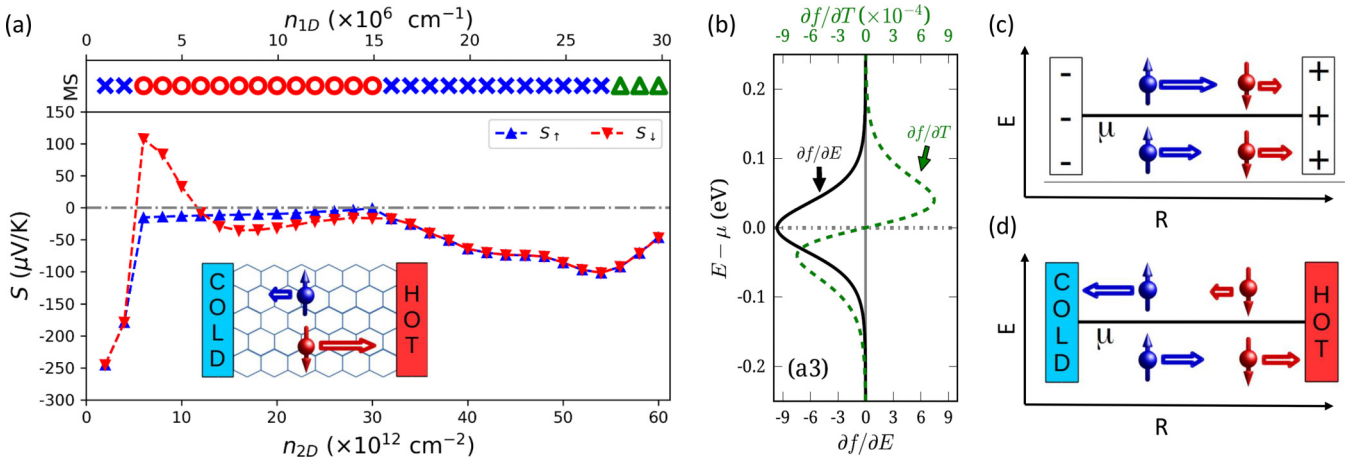 (a)
n1D (×10^6 cm^-1)
0 5 10 15 20 25 30
MS
150
100
50
0
-50
-100
-150
-200
-250
-300
S (μV/K)
S↑ S↓
COLD
HOT
0 10 20 30 40 50 60
n2D (×10^12 cm^-2)
(b)
∂f/∂T (×10^-4)
-9 -6 -3 0 3 6 9
0.2
0.1
0.0
-0.1
-0.2
E − μ (eV)
∂f/∂E
∂f/∂T
(a3)
-9 -6 -3 0 3 6 9
∂f/∂E
(c)
E
- +
- +
- +
μ
R
(d)
E
COLD
HOT
μ
R